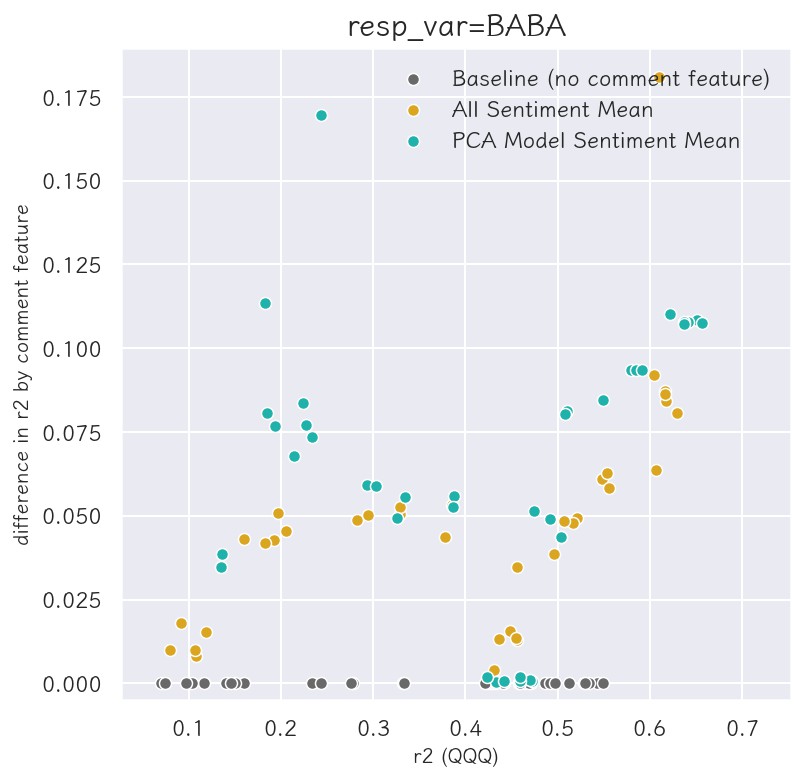 resp_var=BABA
Baseline (no comment feature)
All Sentiment Mean
PCA Model Sentiment Mean
difference in r2 by comment feature
0.175
0.150
0.125
0.100
0.075
0.050
0.025
0.000
0.1 0.2 0.3 0.4 0.5 0.6 0.7
r2 (QQQ)